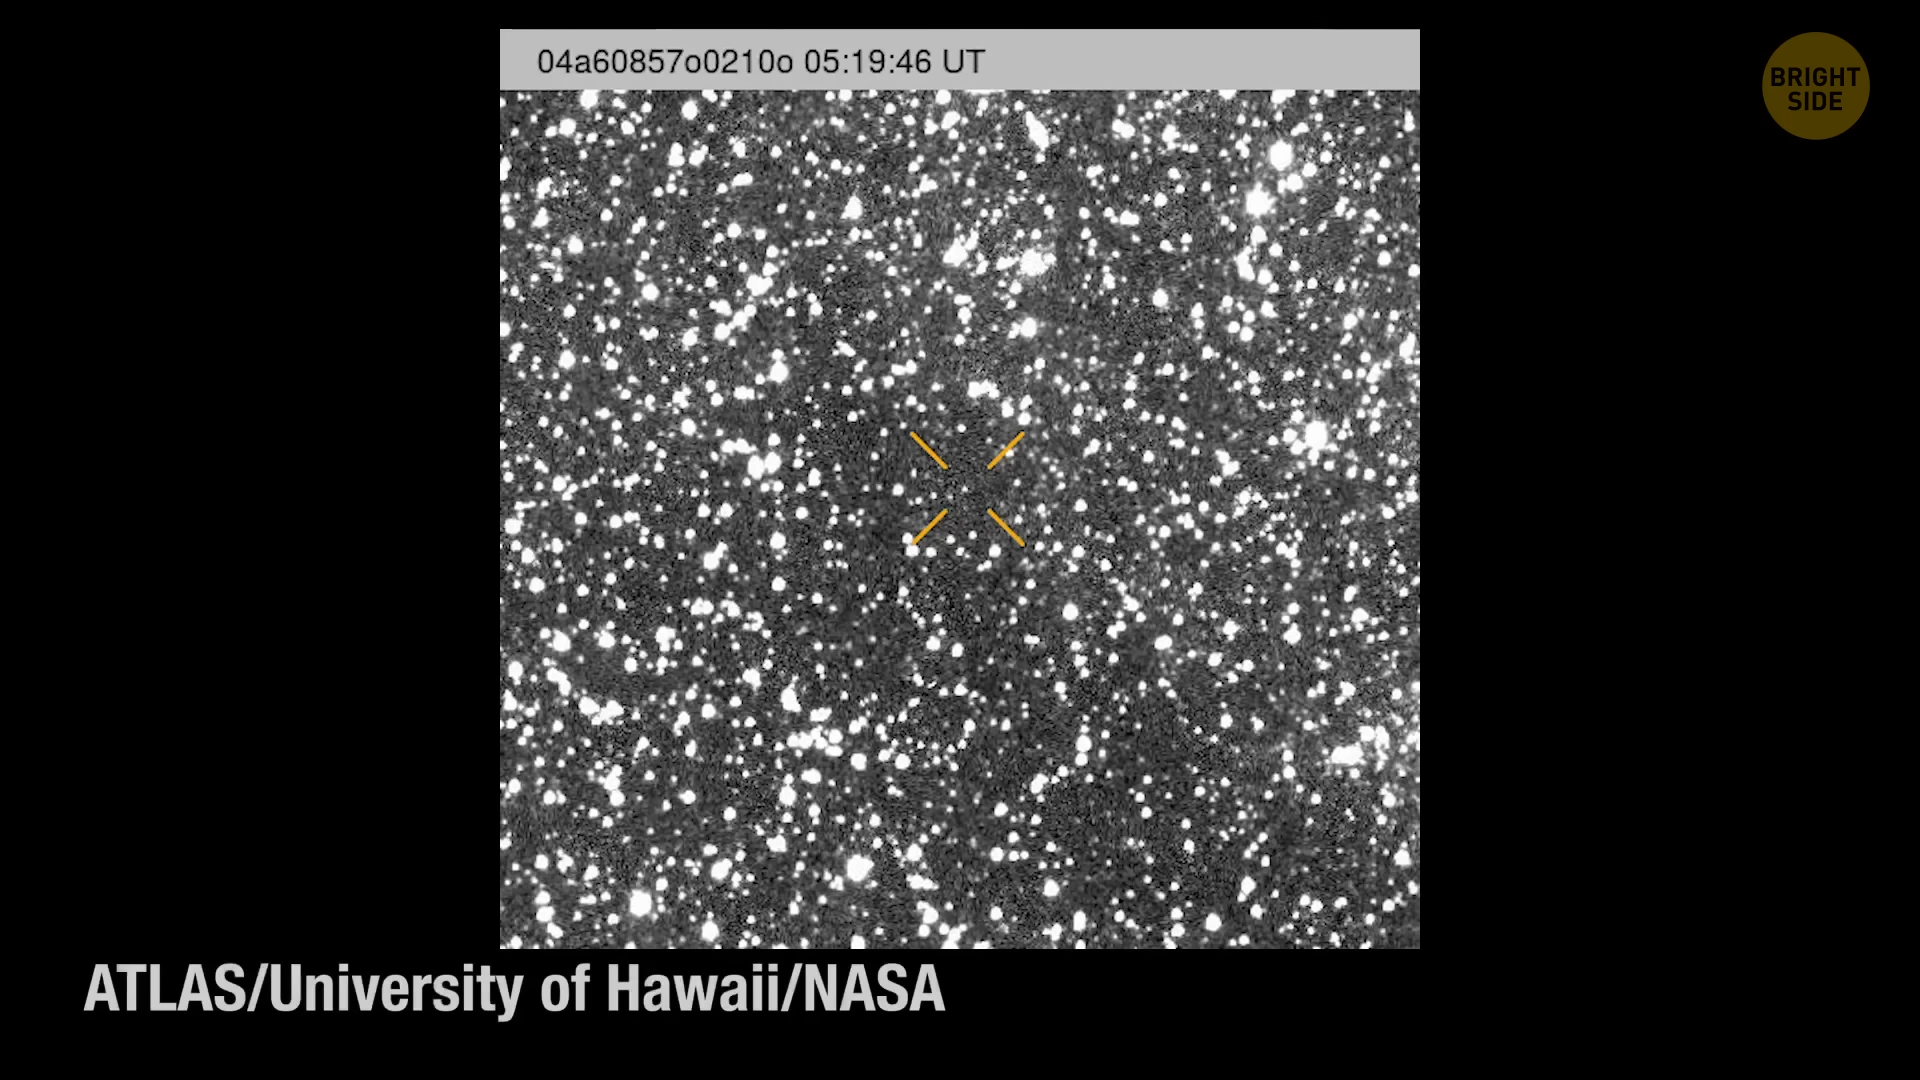 04a60857o0210o 05:19:46 UT
BRIGHT
SIDE
ATLAS/University of Hawaii/NASA